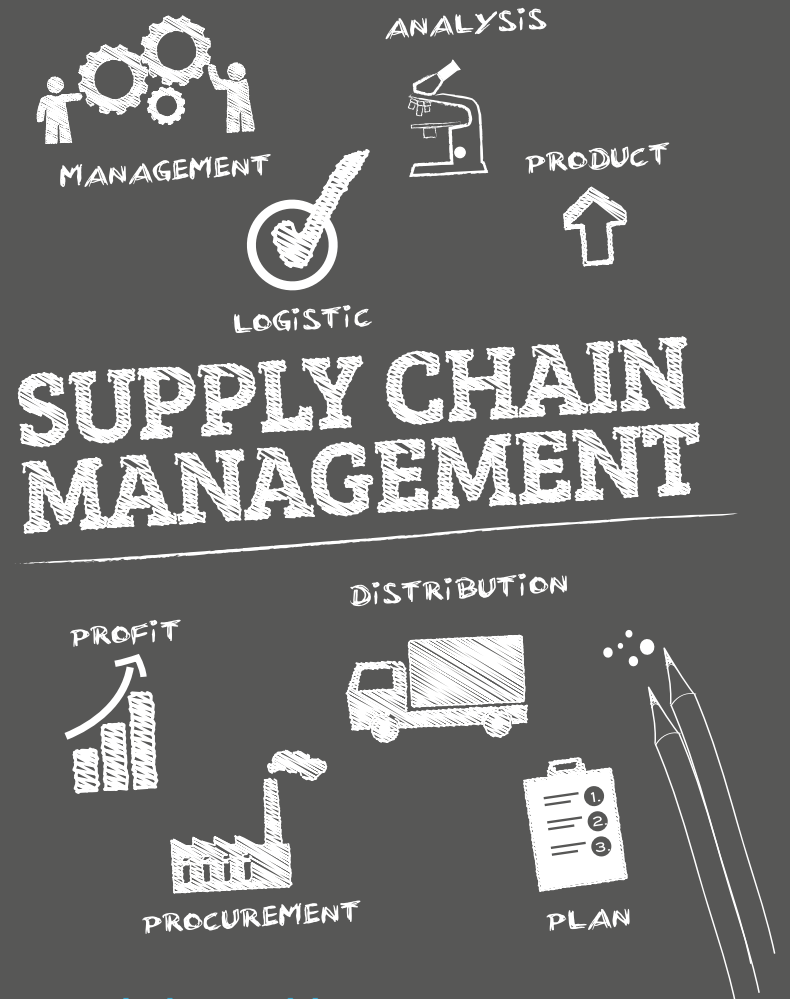 ANALYSIS
MANAGEMENT
PRODUCT
LOGISTIC
SUPPLY CHAIN
MANAGEMENT
DISTRIBUTION
PROFIT
1.
2.
3.
PROCUREMENT
PLAN